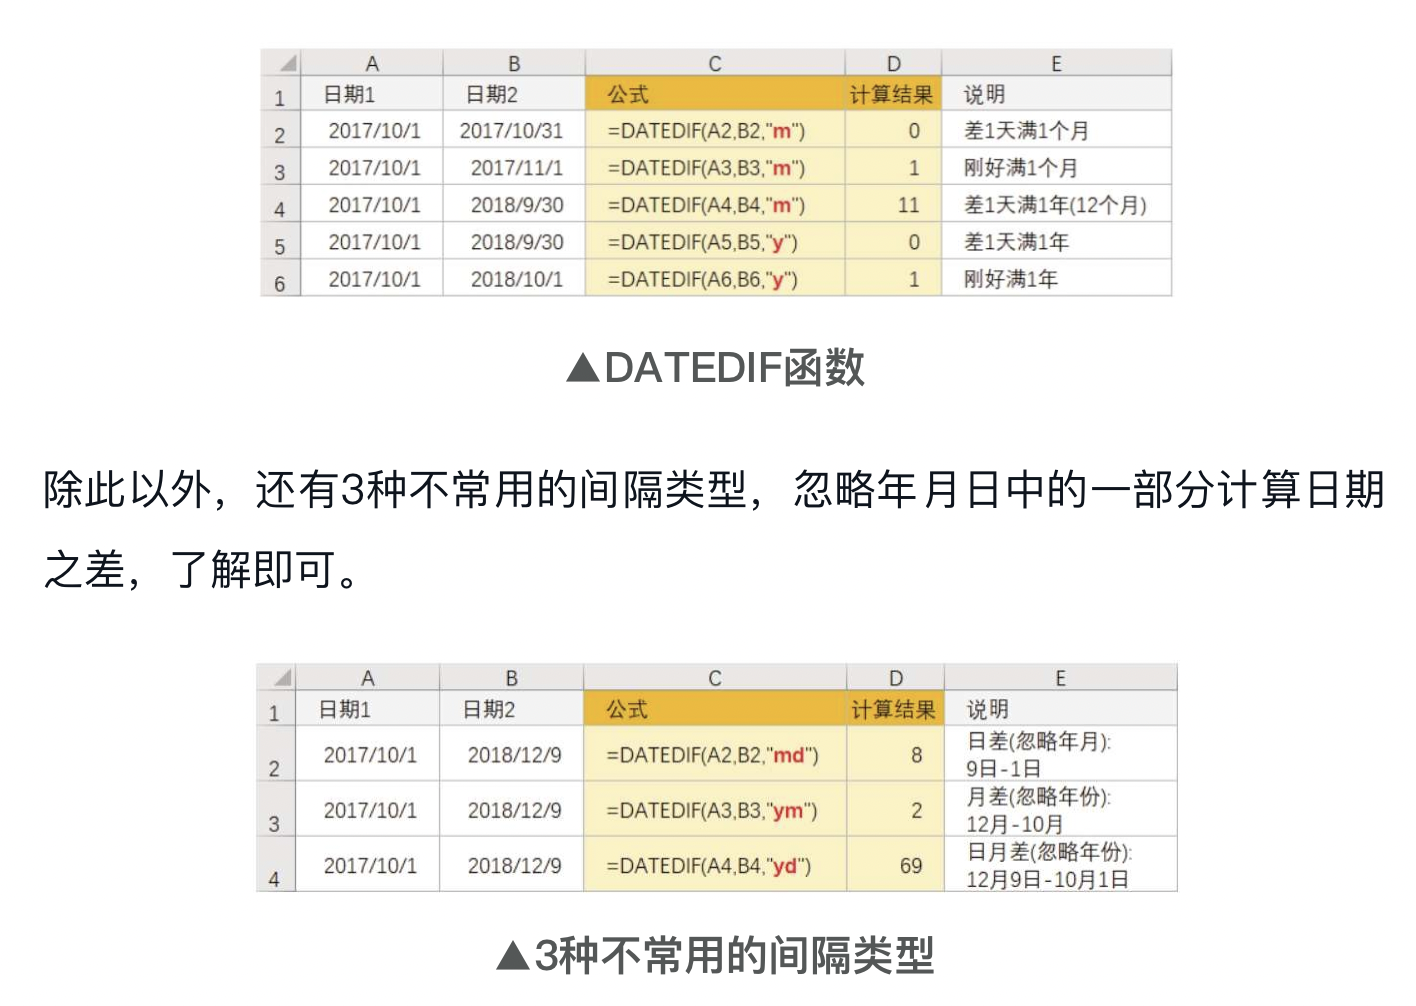 A B C D E
1 日期1 日期2 公式 计算结果 说明
2 2017/10/1 2017/10/31 =DATEDIF(A2,B2,"m") 0 差1天满1个月
3 2017/10/1 2017/11/1 =DATEDIF(A3,B3,"m") 1 刚好满1个月
4 2017/10/1 2018/9/30 =DATEDIF(A4,B4,"m") 11 差1天满1年(12个月)
5 2017/10/1 2018/9/30 =DATEDIF(A5,B5,"y") 0 差1天满1年
6 2017/10/1 2018/10/1 =DATEDIF(A6,B6,"y") 1 刚好满1年
▲DATEDIF函数
除此以外，还有3种不常用的间隔类型，忽略年月日中的一部分计算日期
之差，了解即可。
A B C D E
1 日期1 日期2 公式 计算结果 说明
2 2017/10/1 2018/12/9 =DATEDIF(A2,B2,"md") 8 日差(忽略年月):
9日-1日
3 2017/10/1 2018/12/9 =DATEDIF(A3,B3,"ym") 2 月差(忽略年份):
12月-10月
4 2017/10/1 2018/12/9 =DATEDIF(A4,B4,"yd") 69 日月差(忽略年份):
12月9日-10月1日
▲3种不常用的间隔类型